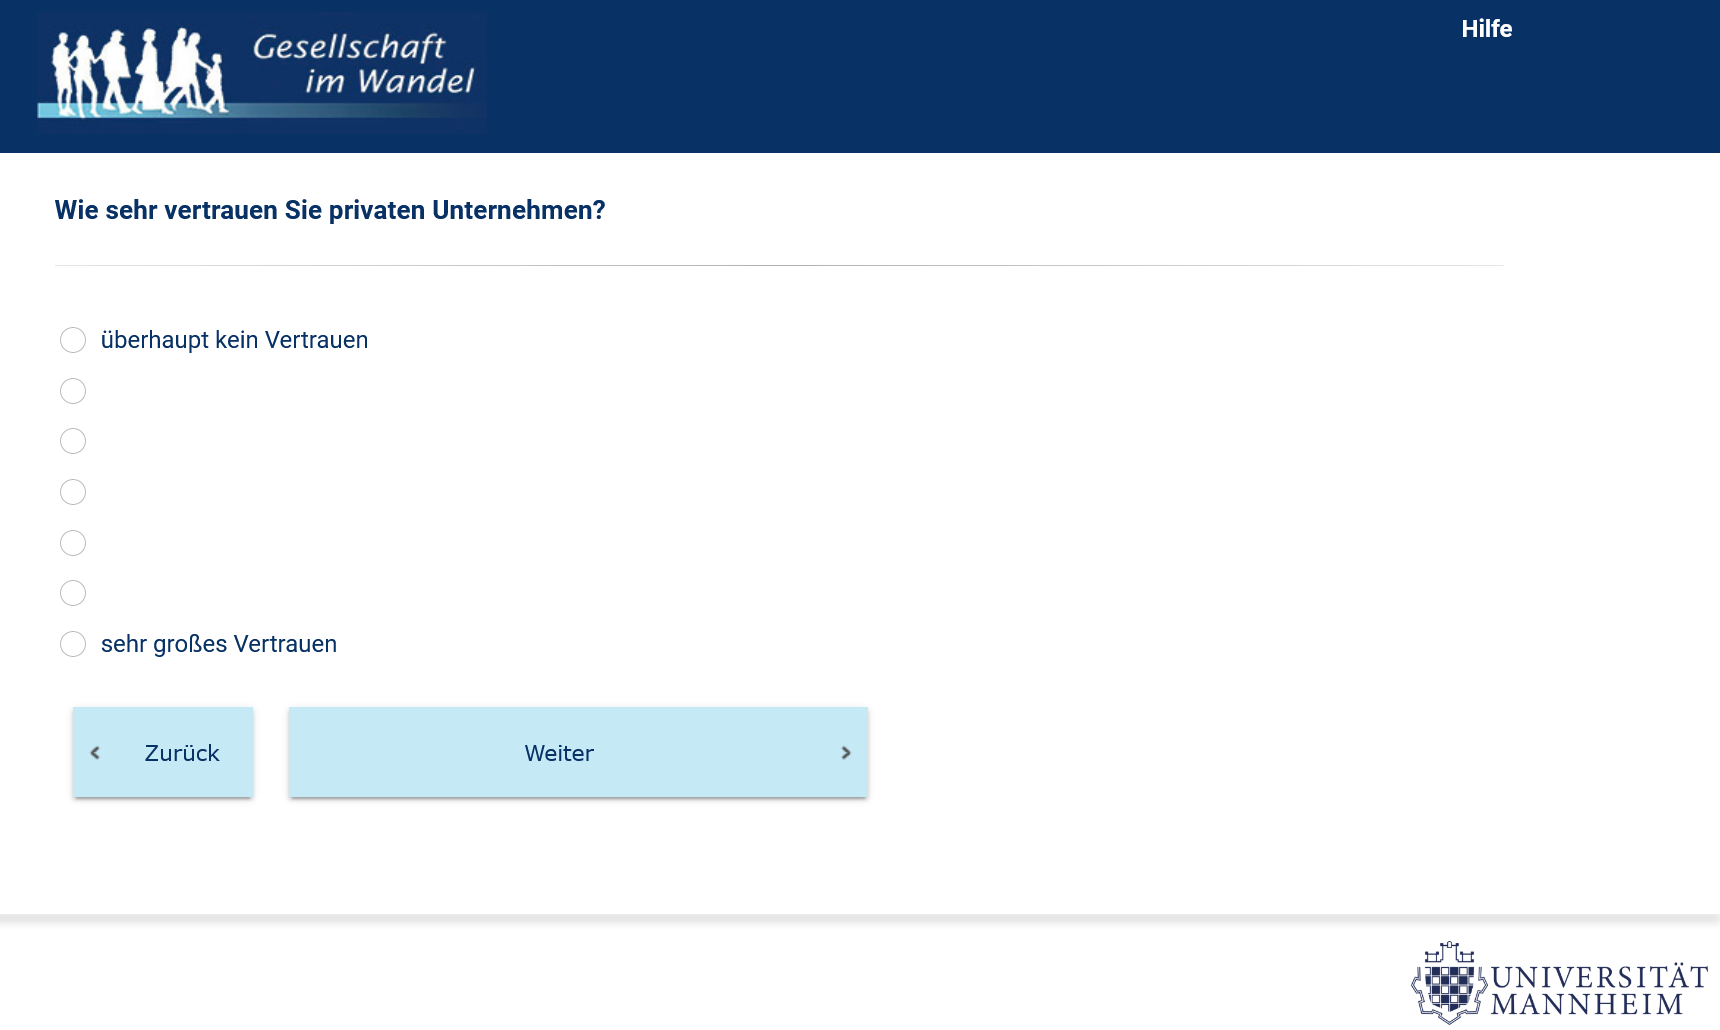 Gesellschaft
im Wandel
Hilfe
Wie sehr vertrauen Sie privaten Unternehmen?
überhaupt kein Vertrauen
sehr großes Vertrauen
Zurück
Weiter
UNIVERSITÄT
MANNHEIM